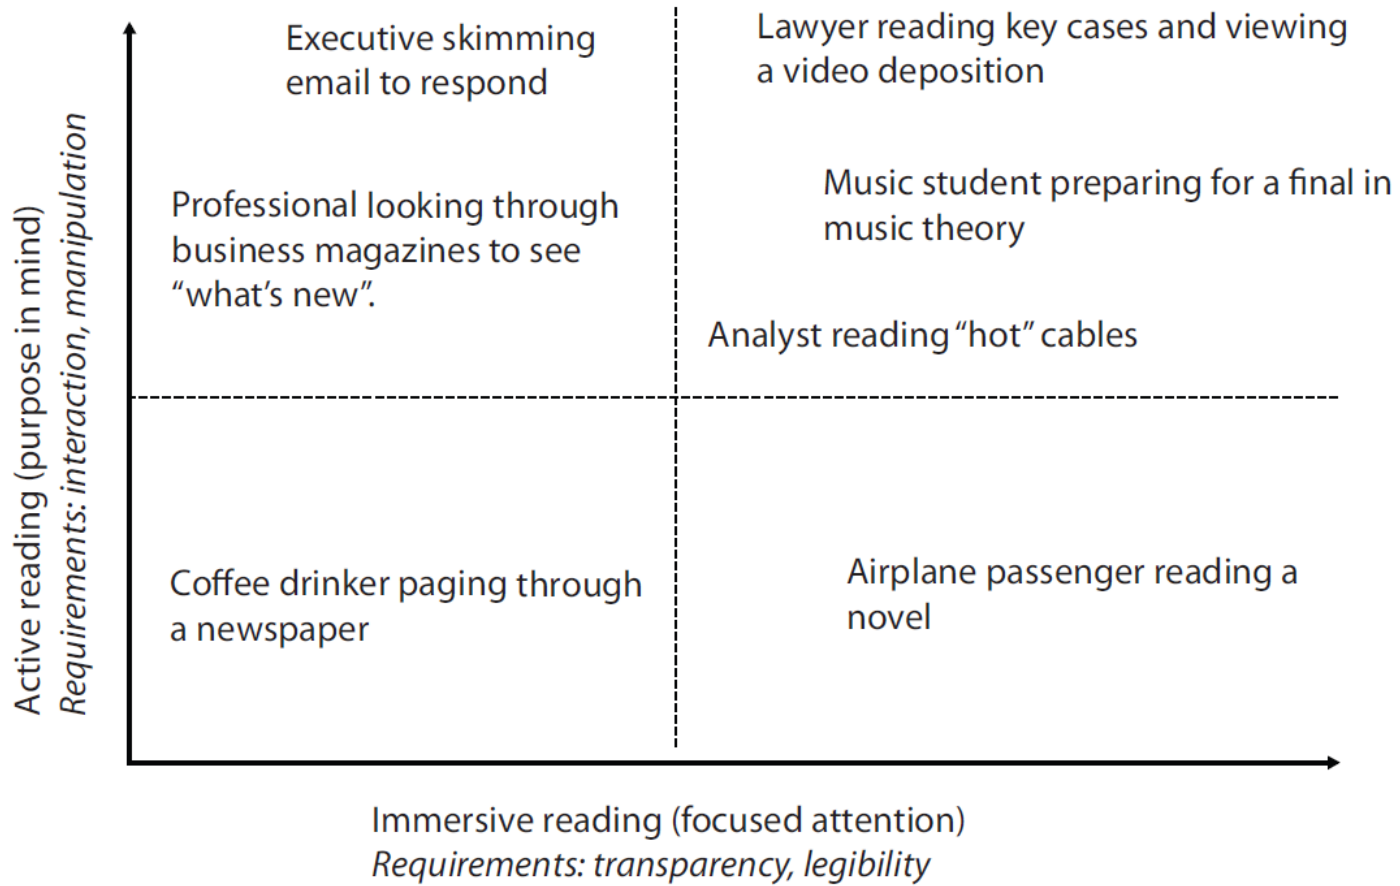 Executive skimming
email to respond
Lawyer reading key cases and viewing
a video deposition
Professional looking through
business magazines to see
“what’s new”.
Music student preparing for a final in
music theory
Analyst reading “hot” cables
Coffee drinker paging through
a newspaper
Airplane passenger reading a
novel
Active reading (purpose in mind)
Requirements: interaction, manipulation
Immersive reading (focused attention)
Requirements: transparency, legibility